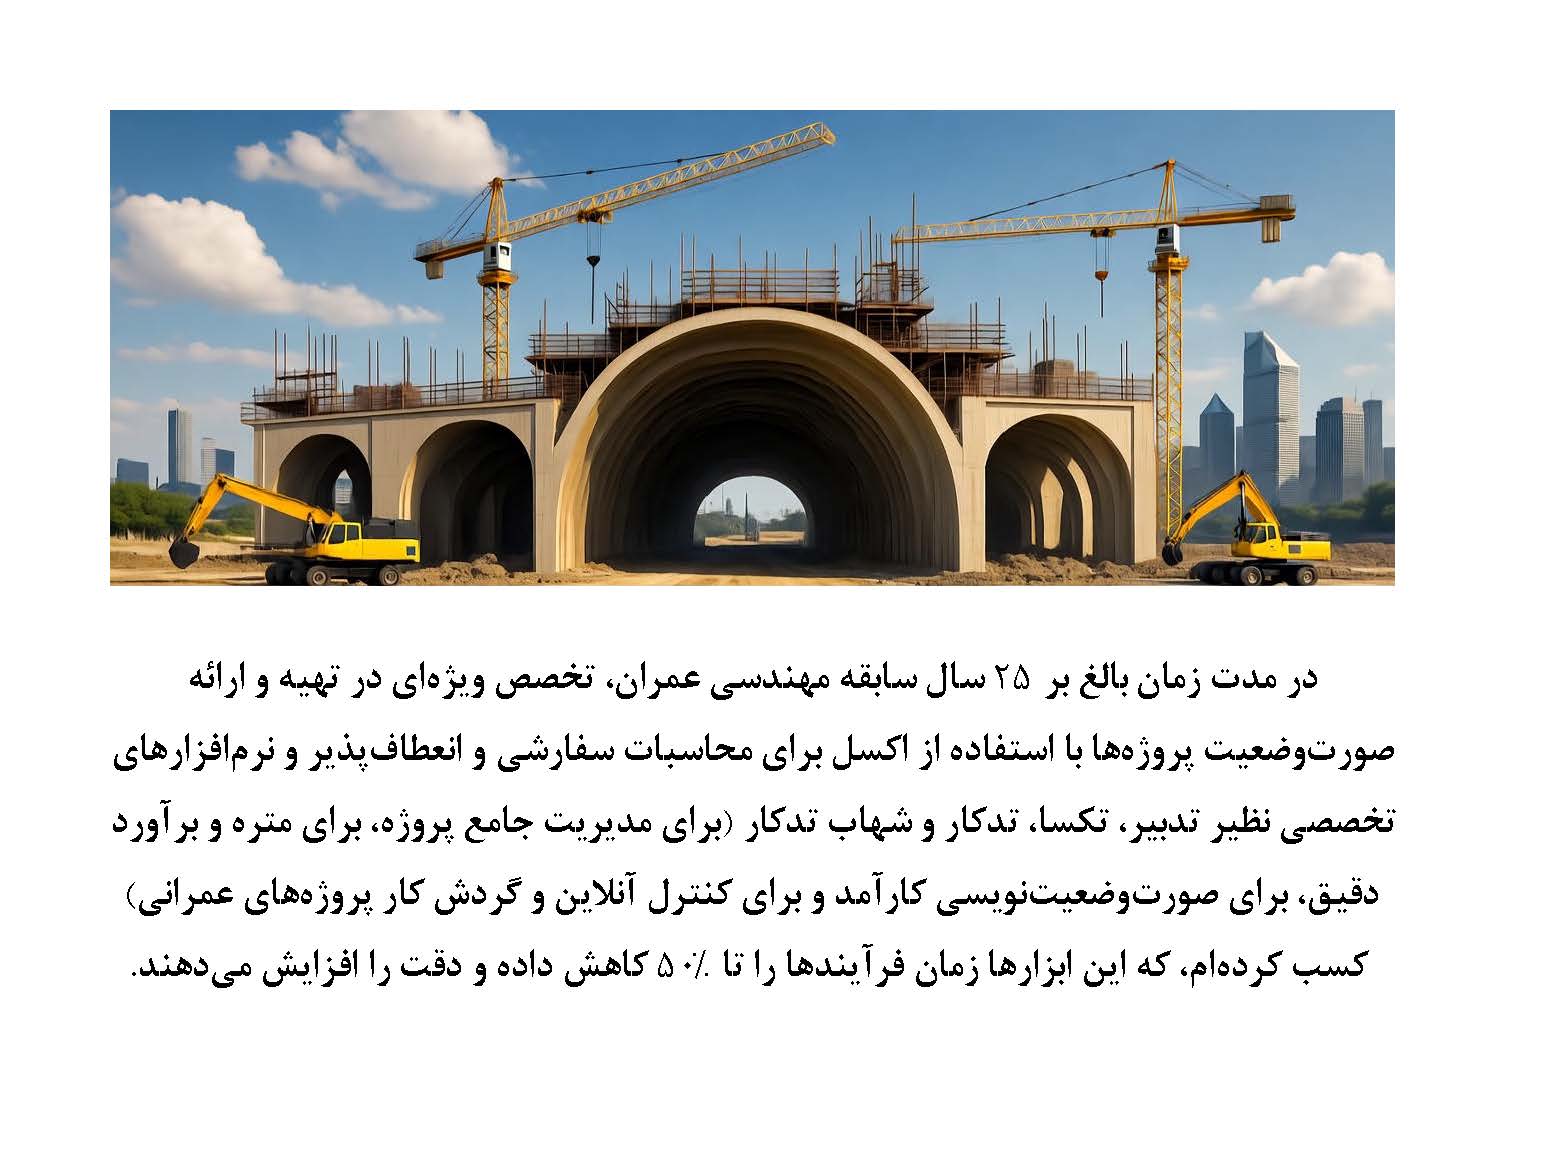 در مدت زمان بالغ بر ۲۵ سال سابقه مهندسی عمران، تخصص ویژه‌ای در تهیه و ارائه
صورت‌وضعیت پروژه‌ها با استفاده از اکسل برای محاسبات سفارشی و انعطاف‌پذیر و نرم‌افزارهای
تخصصی نظیر تدبیر، تکسا، تدکار و شهاب تدکار (برای مدیریت جامع پروژه، برای متره و برآورد
دقیق، برای صورت‌وضعیت‌نویسی کارآمد و برای کنترل آنلاین و گردش کار پروژه‌های عمرانی)
کسب کرده‌ام، که این ابزارها زمان فرآیندها را تا ۵۰٪ کاهش داده و دقت را افزایش می‌دهند.